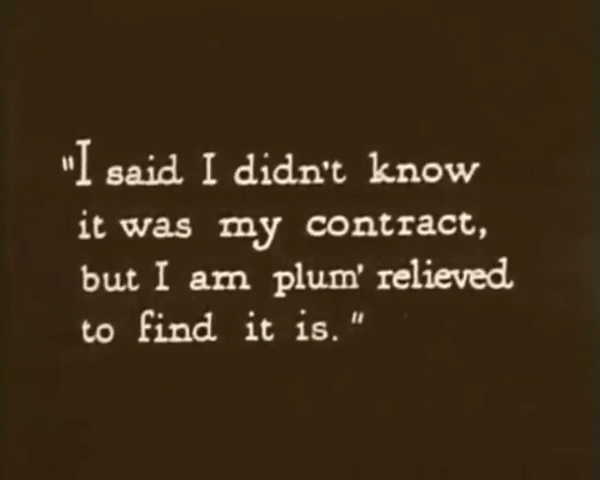 "I said I didn't know
it was my contract,
but I am plum' relieved
to find it is."